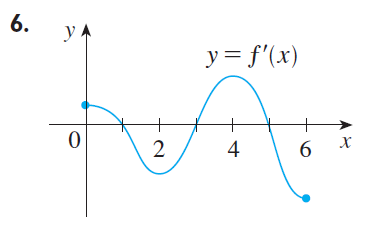 6.
y
y = f′(x)
0 2 4 6 x